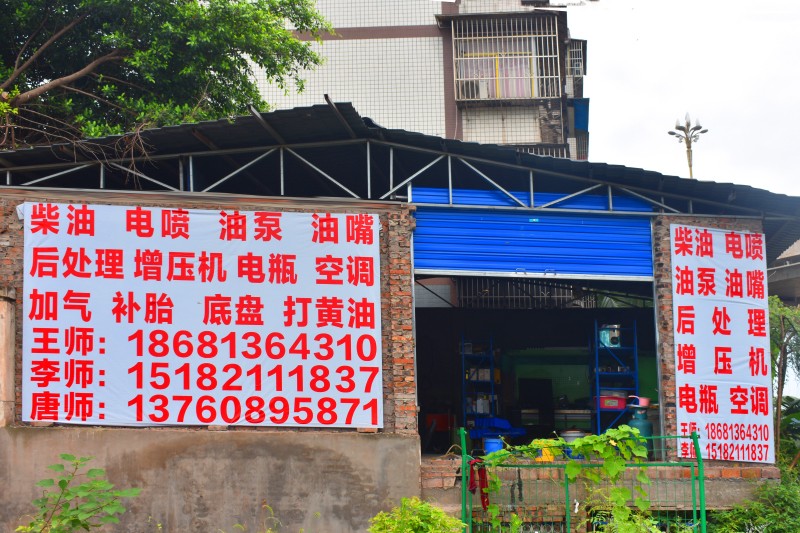 柴油 电喷 油泵 油嘴
后处理 增压机 电瓶 空调
加气 补胎 底盘 打黄油
王师：18681364310
李师：15182111837
唐师：13760895871
柴油 电喷
油泵 油嘴
后处理
增压机
电瓶 空调
王师：18681364310
李师：15182111837